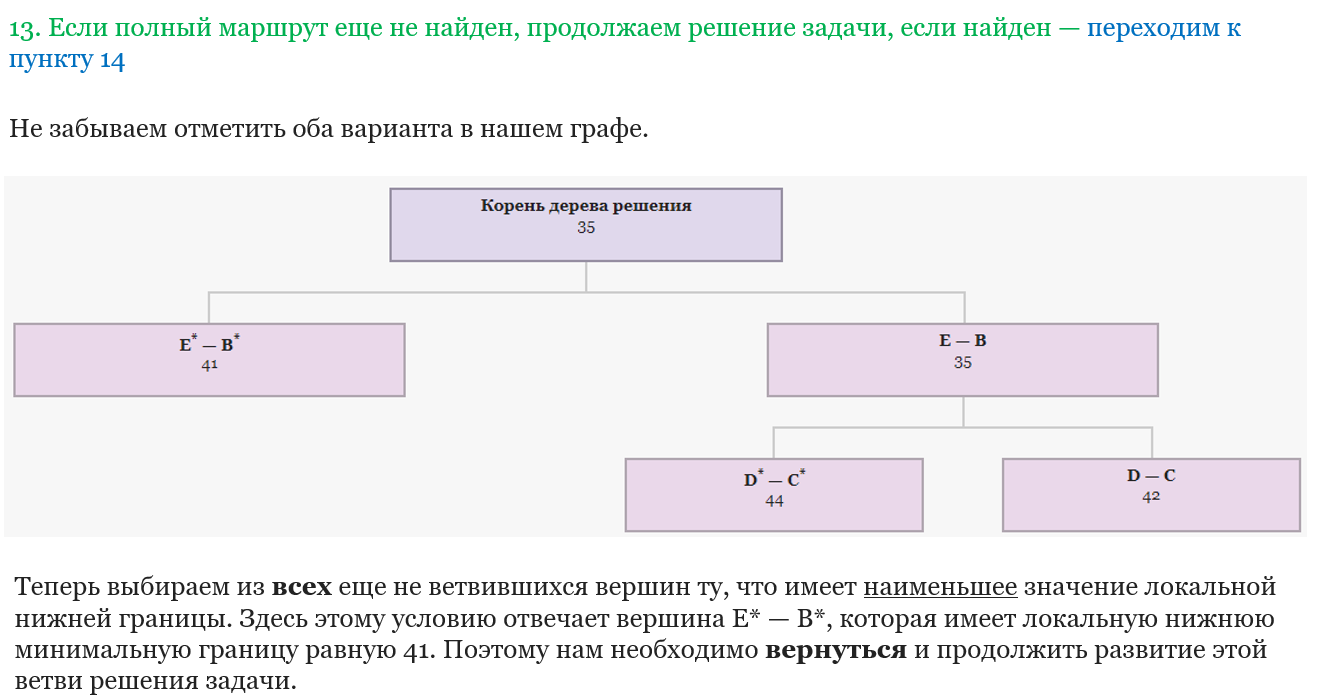 13. Если полный маршрут еще не найден, продолжаем решение задачи, если найден — переходим к
пункту 14
Не забываем отметить оба варианта в нашем графе.
Корень дерева решения
35
E* — B*
41
E — B
35
D* — C*
44
D — C
42
Теперь выбираем из всех еще не ветвившихся вершин ту, что имеет наименьшее значение локальной
нижней границы. Здесь этому условию отвечает вершина E* — B*, которая имеет локальную нижнюю
минимальную границу равную 41. Поэтому нам необходимо вернуться и продолжить развитие этой
ветви решения задачи.